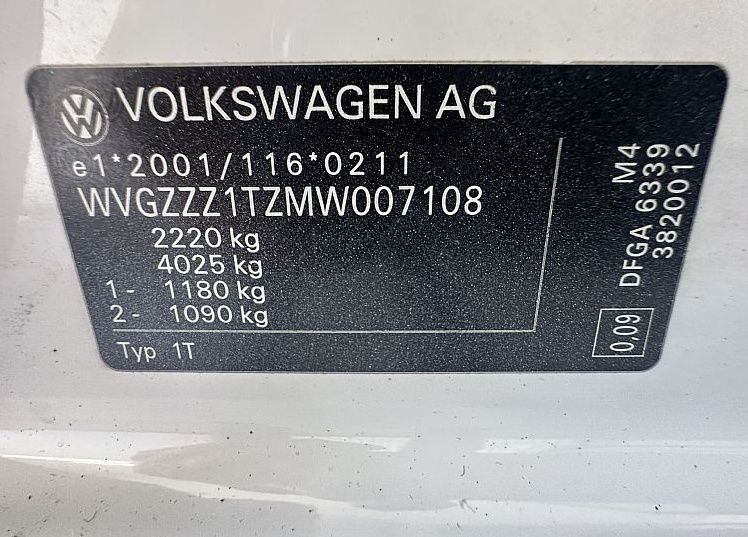 VOLKSWAGEN AG
e1*2001/116*0211
WVGZZZ1TZMW007108
2220 kg
4025 kg
1- 1180 kg
2- 1090 kg
Typ 1T
M4
DFGA 6339
3820012
0,09